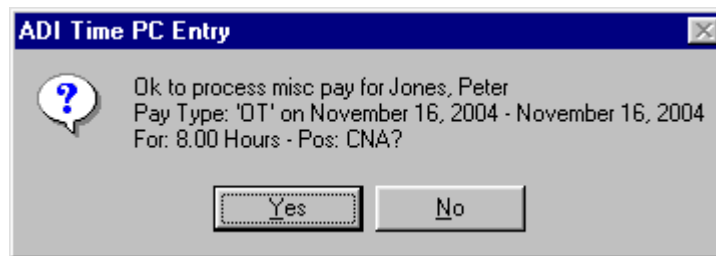 ADI Time PC Entry
Ok to process misc pay for Jones, Peter
Pay Type: 'OT' on November 16, 2004 - November 16, 2004
For: 8.00 Hours - Pos: CNA?
Yes
No